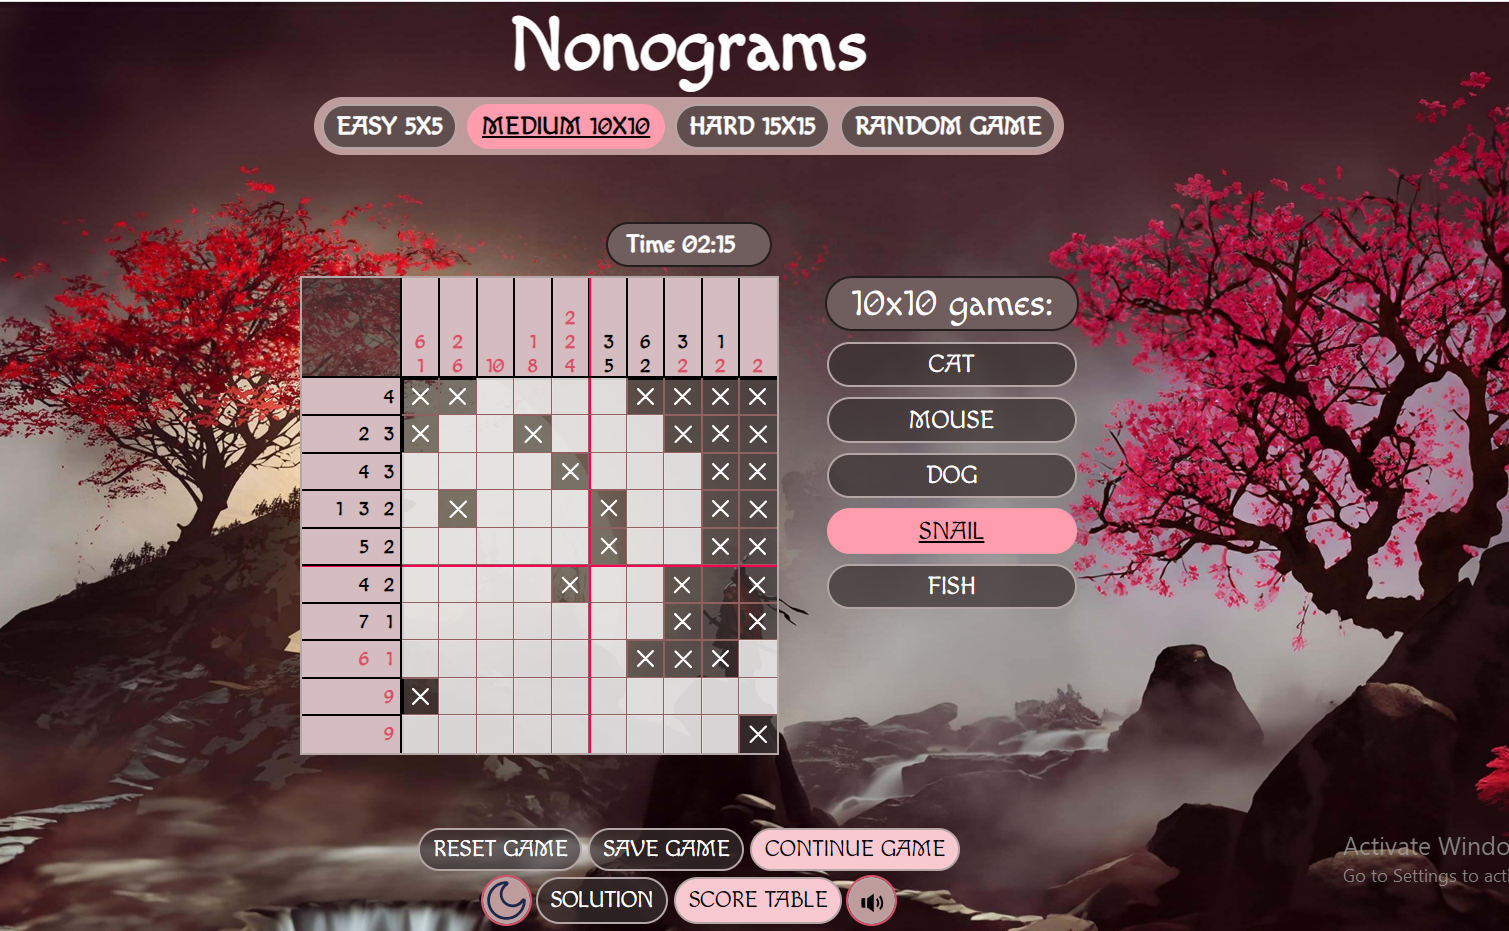 Nonograms
EASY 5X5 MEDIUM 10X10 HARD 15X15 RANDOM GAME
Time 02:15
10x10 games:
2
6 2 1 2 3 6 3 1
1 6 10 8 4 5 2 2 2 2
4
2 3
4 3
1 3 2
5 2
4 2
7 1
6 1
9
9
CAT
MOUSE
DOG
SNAIL
FISH
RESET GAME SAVE GAME CONTINUE GAME
SOLUTION SCORE TABLE
Activate Windo
Go to Settings to acti